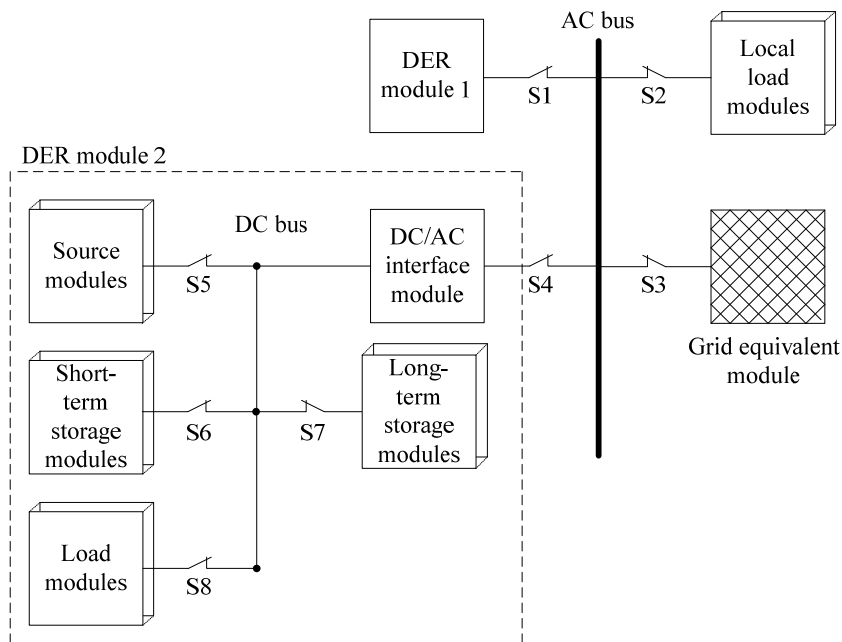 AC bus
DER
module 1
S1
S2
Local
load
modules
DER module 2
Source
modules
S5
DC bus
DC/AC
interface
module
S4
S3
Grid equivalent
module
Short-
term
storage
modules
S6
S7
Long-
term
storage
modules
Load
modules
S8